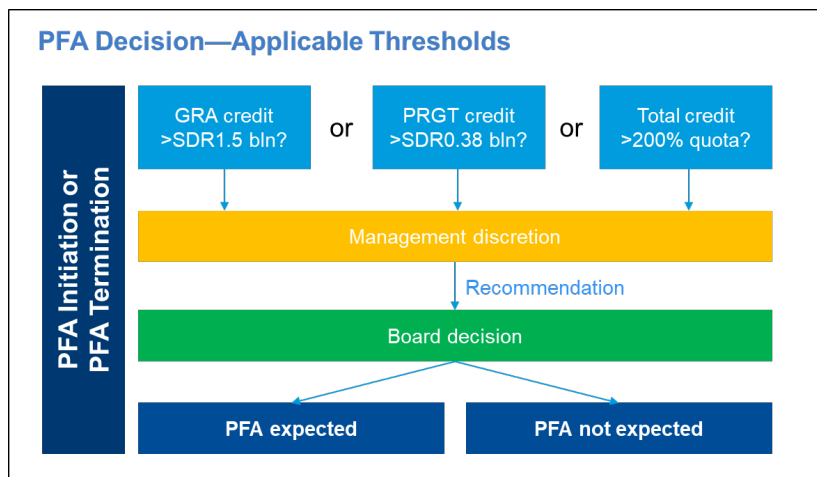 PFA Decision—Applicable Thresholds
PFA Initiation or
PFA Termination
GRA credit
>SDR1.5 bln?
or
PRGT credit
>SDR0.38 bln?
or
Total credit
>200% quota?
Management discretion
Recommendation
Board decision
PFA expected
PFA not expected